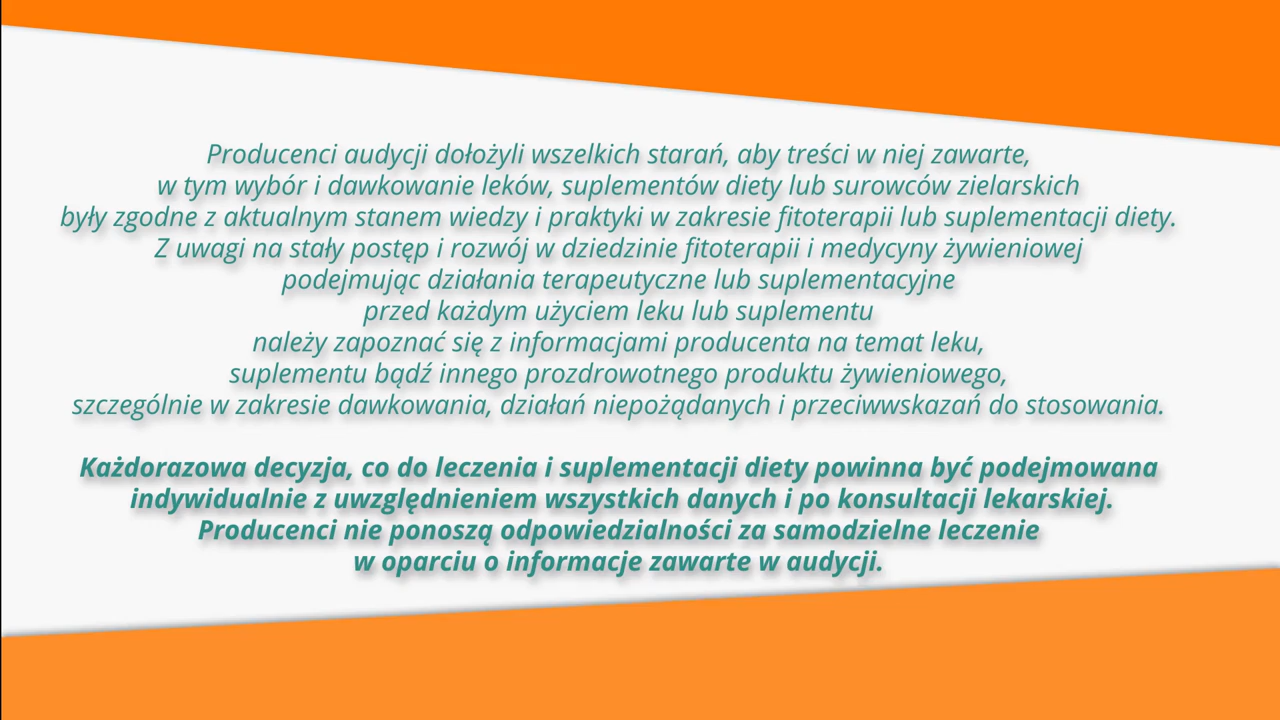 Producenci audycji dołożyli wszelkich starań, aby treści w niej zawarte,
w tym wybór i dawkowanie leków, suplementów diety lub surowców zielarskich
były zgodne z aktualnym stanem wiedzy i praktyki w zakresie fitoterapii lub suplementacji diety.
Z uwagi na stały postęp i rozwój w dziedzinie fitoterapii i medycyny żywieniowej
podejmując działania terapeutyczne lub suplementacyjne
przed każdym użyciem leku lub suplementu
należy zapoznać się z informacjami producenta na temat leku,
suplementu bądź innego prozdrowotnego produktu żywieniowego,
szczególnie w zakresie dawkowania, działań niepożądanych i przeciwwskazań do stosowania.
Każdorazowa decyzja, co do leczenia i suplementacji diety powinna być podejmowana
indywidualnie z uwzględnieniem wszystkich danych i po konsultacji lekarskiej.
Producenci nie ponoszą odpowiedzialności za samodzielne leczenie
w oparciu o informacje zawarte w audycji.